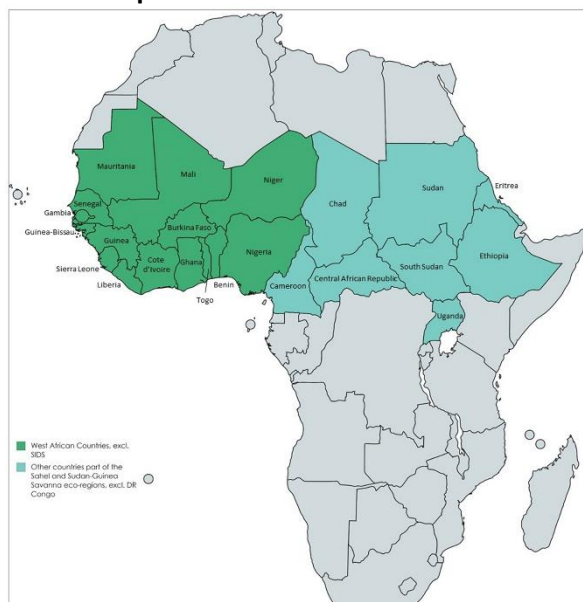 Mauritania
Mali
Niger
Chad
Sudan
Eritrea
Senegal
Gambia
Guinea-Bissau
Burkina Faso
Guinea
Nigeria
Cote
d'Ivoire
Ghana
Sierra Leone
Liberia
Togo
Benin
Cameroon
Central African Republic
South Sudan
Ethiopia
Uganda
West African Countries, excl.
SIDS
Other countries part of the
Sahel and Sudan-Guinea
Savanna eco-regions, excl. DR
Congo